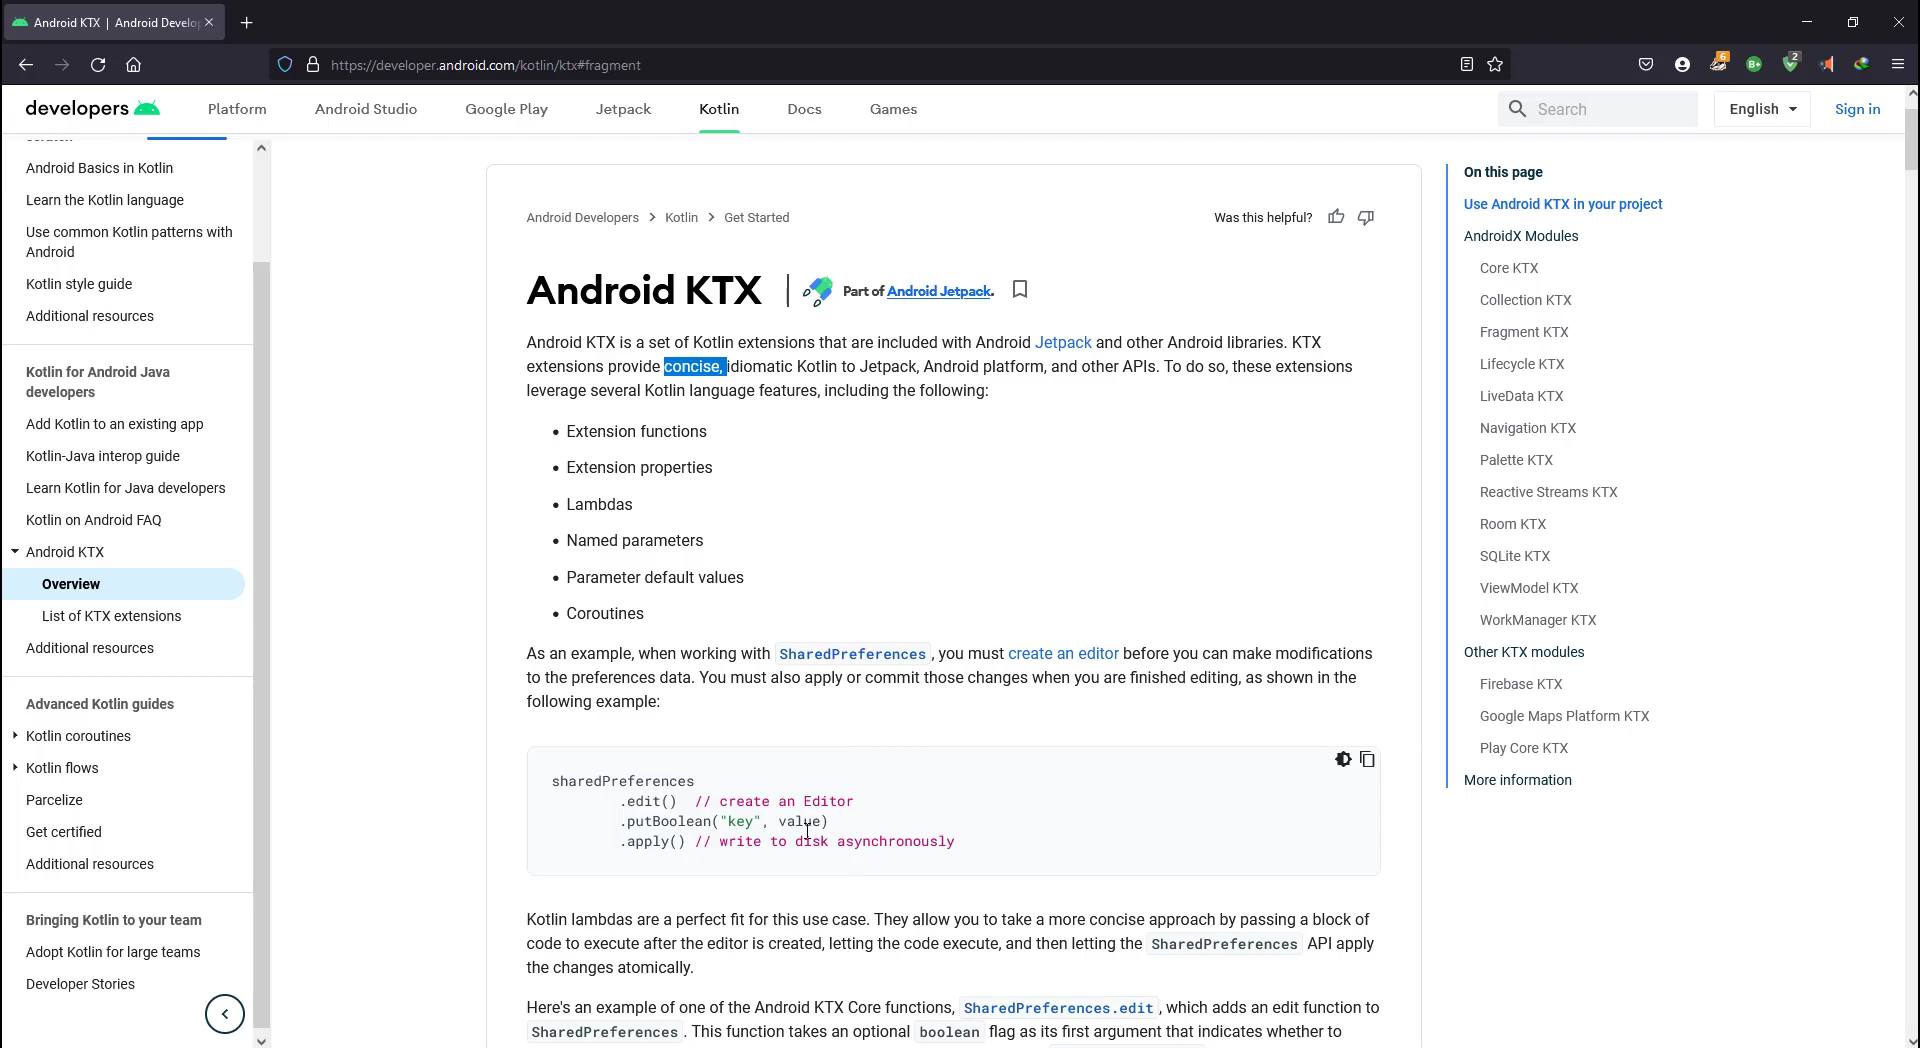 Android KTX | Android Develop
https://developer.android.com/kotlin/ktx#fragment
6
B+
2
developers
Platform
Android Studio
Google Play
Jetpack
Kotlin
Docs
Games
Search
English
Sign in
Android Basics in Kotlin
Learn the Kotlin language
Use common Kotlin patterns with
Android
Kotlin style guide
Additional resources
Kotlin for Android Java
developers
Add Kotlin to an existing app
Kotlin-Java interop guide
Learn Kotlin for Java developers
Kotlin on Android FAQ
Android KTX
Overview
List of KTX extensions
Additional resources
Advanced Kotlin guides
Kotlin coroutines
Kotlin flows
Parcelize
Get certified
Additional resources
Bringing Kotlin to your team
Adopt Kotlin for large teams
Developer Stories
Android Developers > Kotlin > Get Started
Was this helpful?
Android KTX
Part of Android Jetpack.
Android KTX is a set of Kotlin extensions that are included with Android Jetpack and other Android libraries. KTX
extensions provide concise, idiomatic Kotlin to Jetpack, Android platform, and other APIs. To do so, these extensions
leverage several Kotlin language features, including the following:
• Extension functions
• Extension properties
• Lambdas
• Named parameters
• Parameter default values
• Coroutines
As an example, when working with SharedPreferences, you must create an editor before you can make modifications
to the preferences data. You must also apply or commit those changes when you are finished editing, as shown in the
following example:
sharedPreferences
.edit() // create an Editor
.putBoolean("key", value)
.apply() // write to disk asynchronously
Kotlin lambdas are a perfect fit for this use case. They allow you to take a more concise approach by passing a block of
code to execute after the editor is created, letting the code execute, and then letting the SharedPreferences API apply
the changes atomically.
Here's an example of one of the Android KTX Core functions, SharedPreferences.edit, which adds an edit function to
SharedPreferences. This function takes an optional boolean flag as its first argument that indicates whether to
On this page
Use Android KTX in your project
AndroidX Modules
Core KTX
Collection KTX
Fragment KTX
Lifecycle KTX
LiveData KTX
Navigation KTX
Palette KTX
Reactive Streams KTX
Room KTX
SQLite KTX
ViewModel KTX
WorkManager KTX
Other KTX modules
Firebase KTX
Google Maps Platform KTX
Play Core KTX
More information